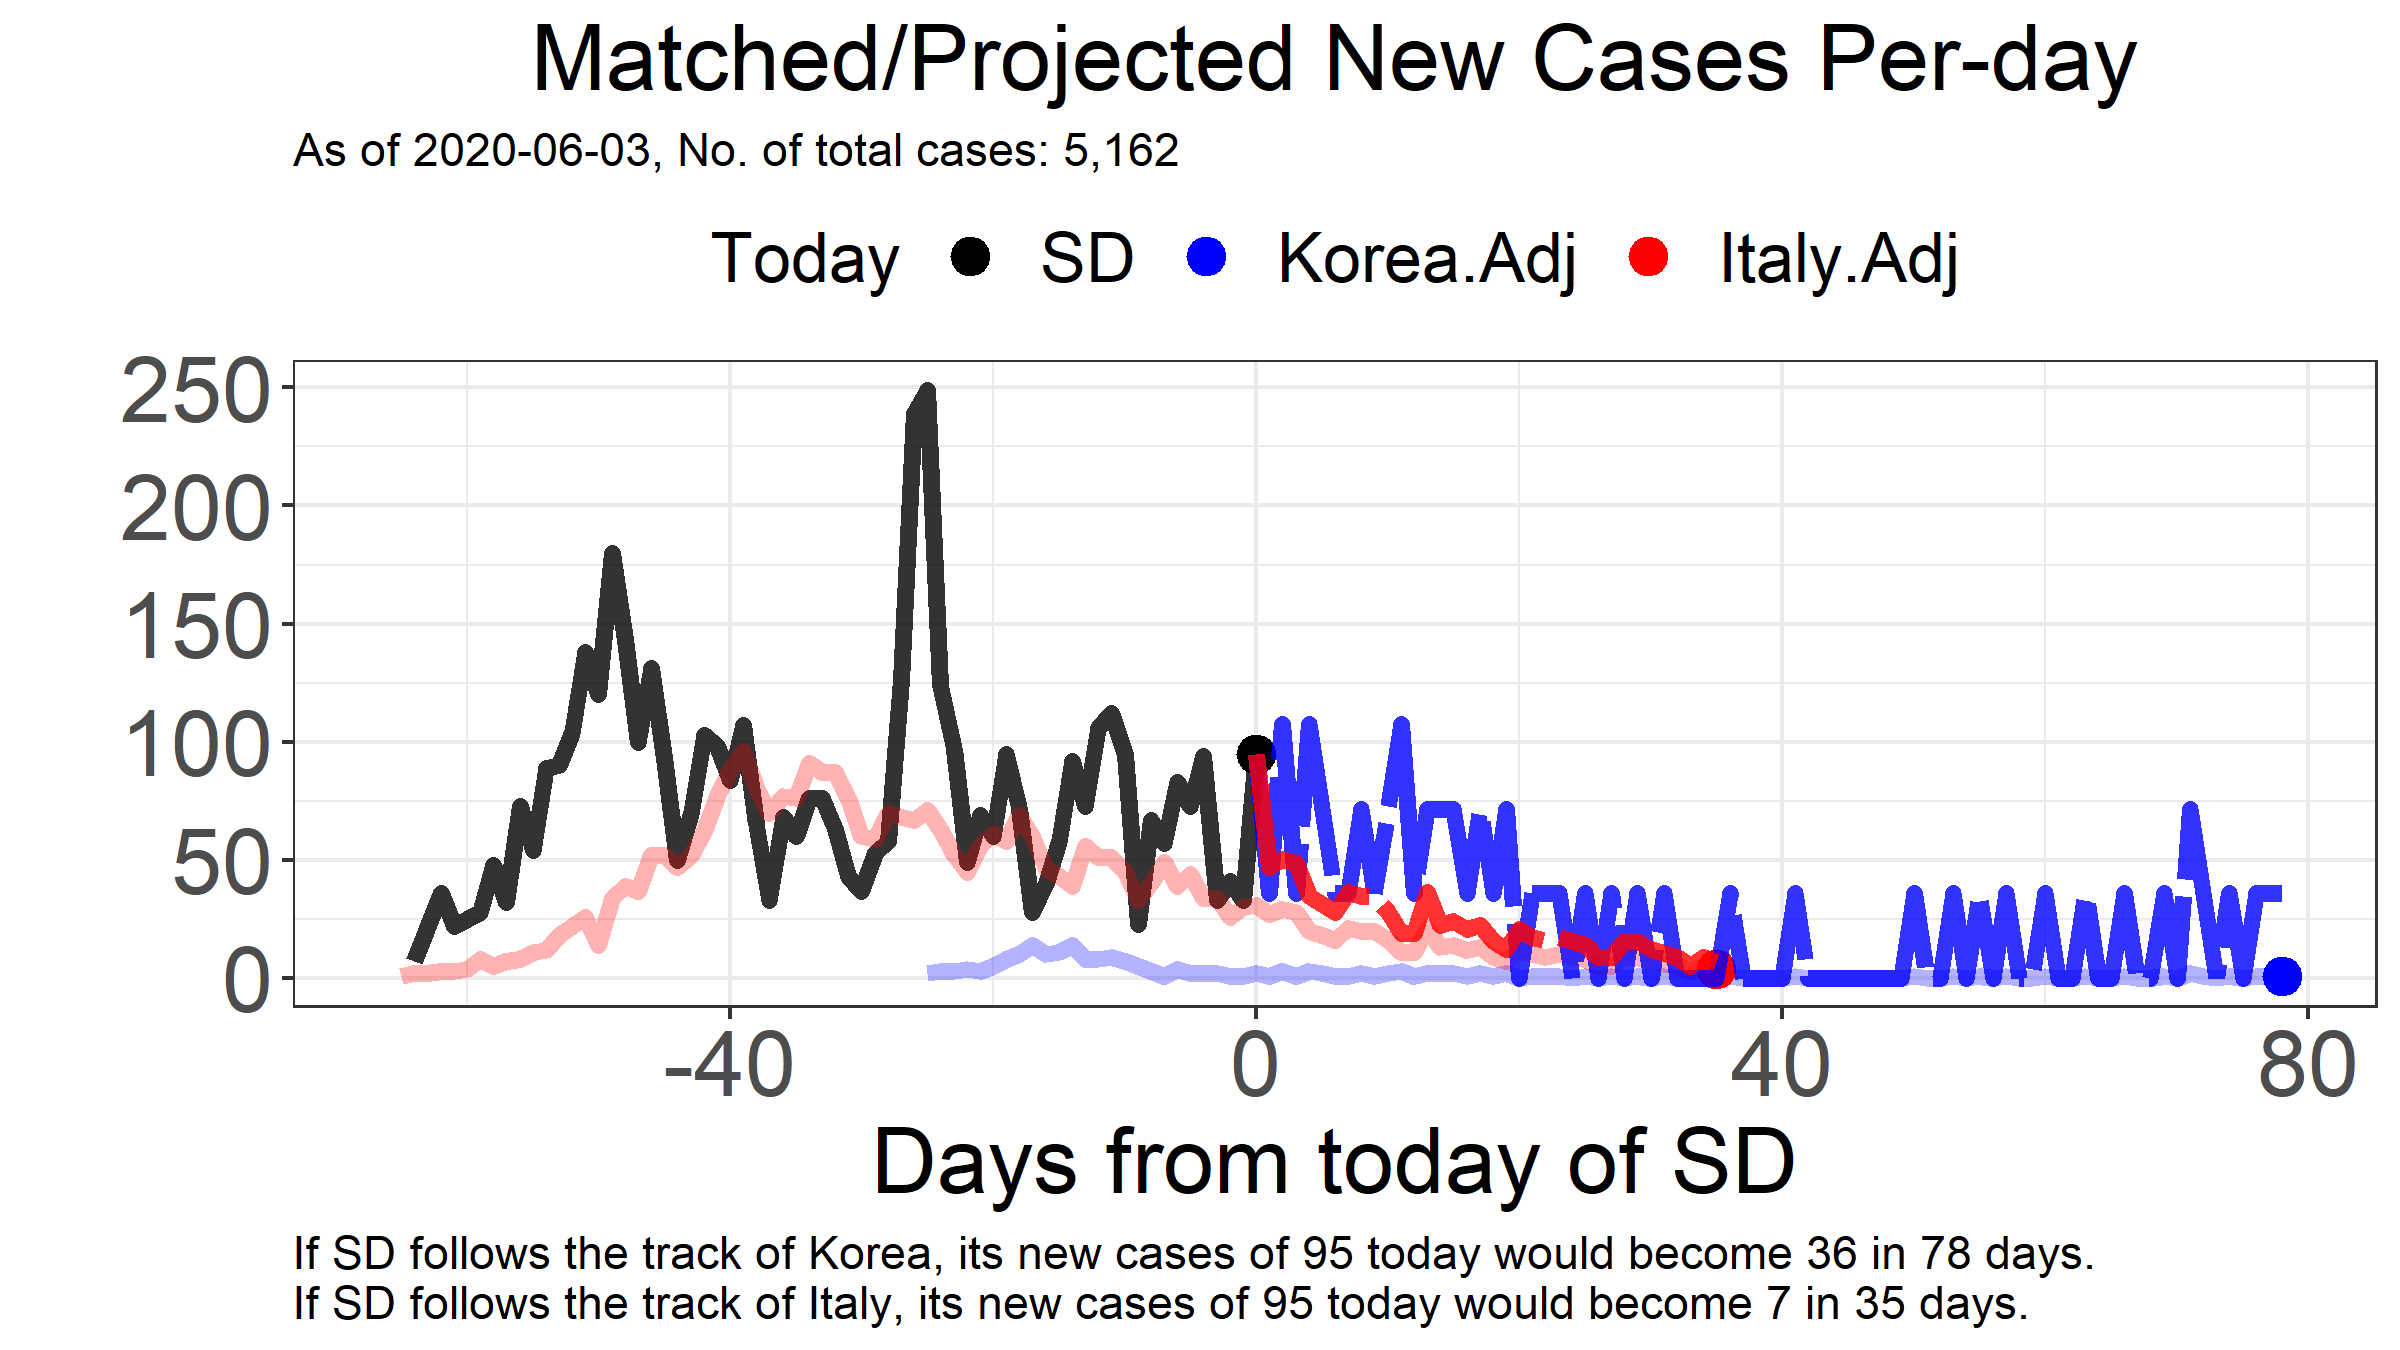 Matched/Projected New Cases Per-day
As of 2020-06-03, No. of total cases: 5,162
Today SD Korea.Adj Italy.Adj
250
200
150
100
50
0
-40 0 40 80
Days from today of SD
If SD follows the track of Korea, its new cases of 95 today would become 36 in 78 days.
If SD follows the track of Italy, its new cases of 95 today would become 7 in 35 days.